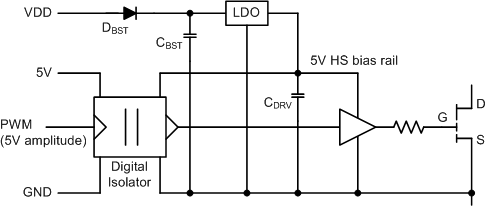 VDD
LDO
DBST
CBST
5V
5V HS bias rail
CDRV
D
G
PWM
(5V amplitude)
S
Digital
Isolator
GND